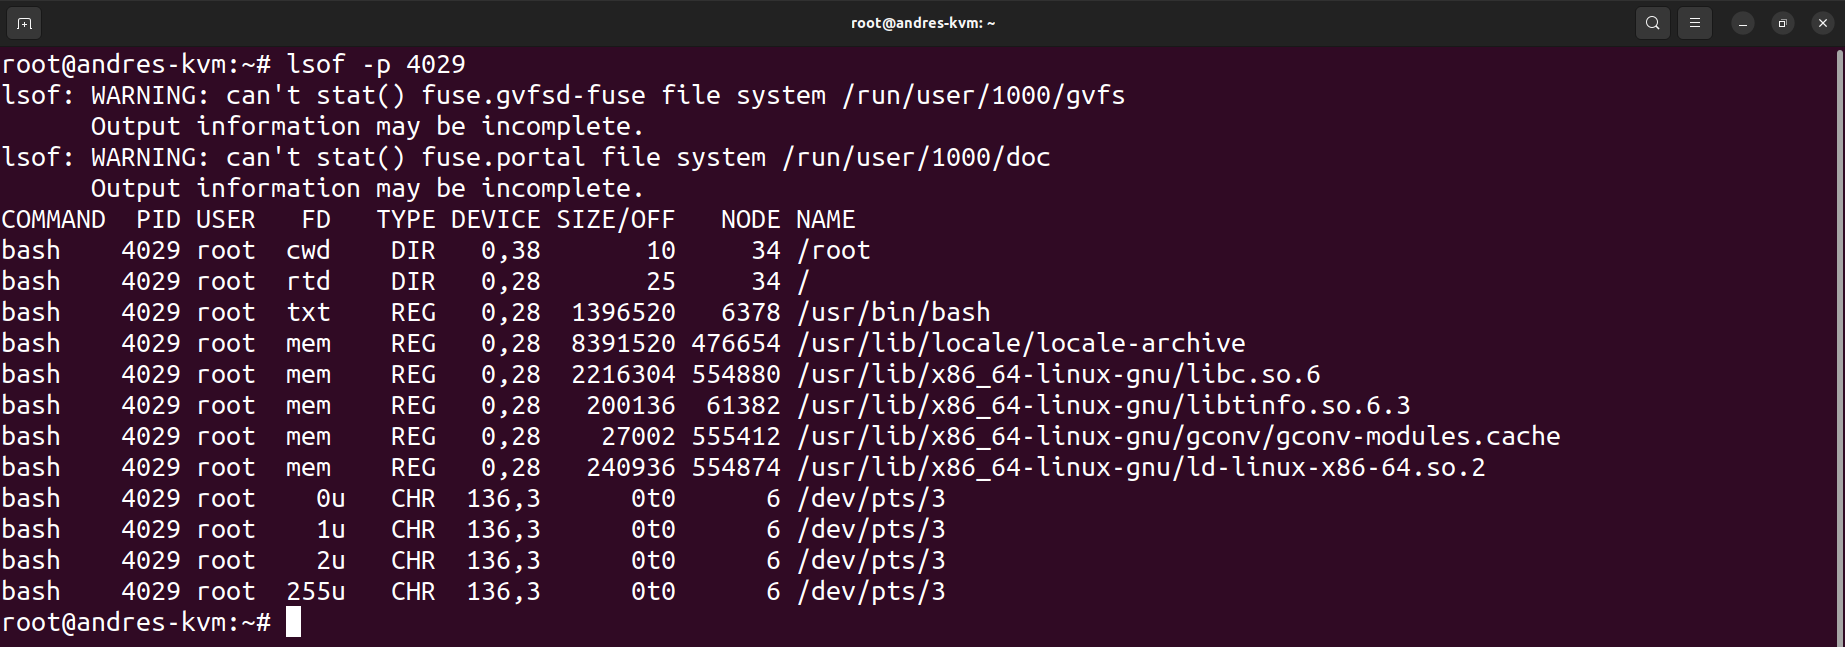 root@andres-kvm: ~
root@andres-kvm:~# lsof -p 4029
lsof: WARNING: can't stat() fuse.gvfsd-fuse file system /run/user/1000/gvfs
      Output information may be incomplete.
lsof: WARNING: can't stat() fuse.portal file system /run/user/1000/doc
      Output information may be incomplete.
COMMAND  PID USER   FD   TYPE DEVICE SIZE/OFF   NODE NAME
bash    4029 root  cwd    DIR   0,38       10     34 /root
bash    4029 root  rtd    DIR   0,28       25     34 /
bash    4029 root  txt    REG   0,28  1396520   6378 /usr/bin/bash
bash    4029 root  mem    REG   0,28  8391520 476654 /usr/lib/locale/locale-archive
bash    4029 root  mem    REG   0,28  2216304 554880 /usr/lib/x86_64-linux-gnu/libc.so.6
bash    4029 root  mem    REG   0,28   200136  61382 /usr/lib/x86_64-linux-gnu/libtinfo.so.6.3
bash    4029 root  mem    REG   0,28    27002 555412 /usr/lib/x86_64-linux-gnu/gconv/gconv-modules.cache
bash    4029 root  mem    REG   0,28   240936 554874 /usr/lib/x86_64-linux-gnu/ld-linux-x86-64.so.2
bash    4029 root    0u   CHR  136,3      0t0      6 /dev/pts/3
bash    4029 root    1u   CHR  136,3      0t0      6 /dev/pts/3
bash    4029 root    2u   CHR  136,3      0t0      6 /dev/pts/3
bash    4029 root  255u   CHR  136,3      0t0      6 /dev/pts/3
root@andres-kvm:~#